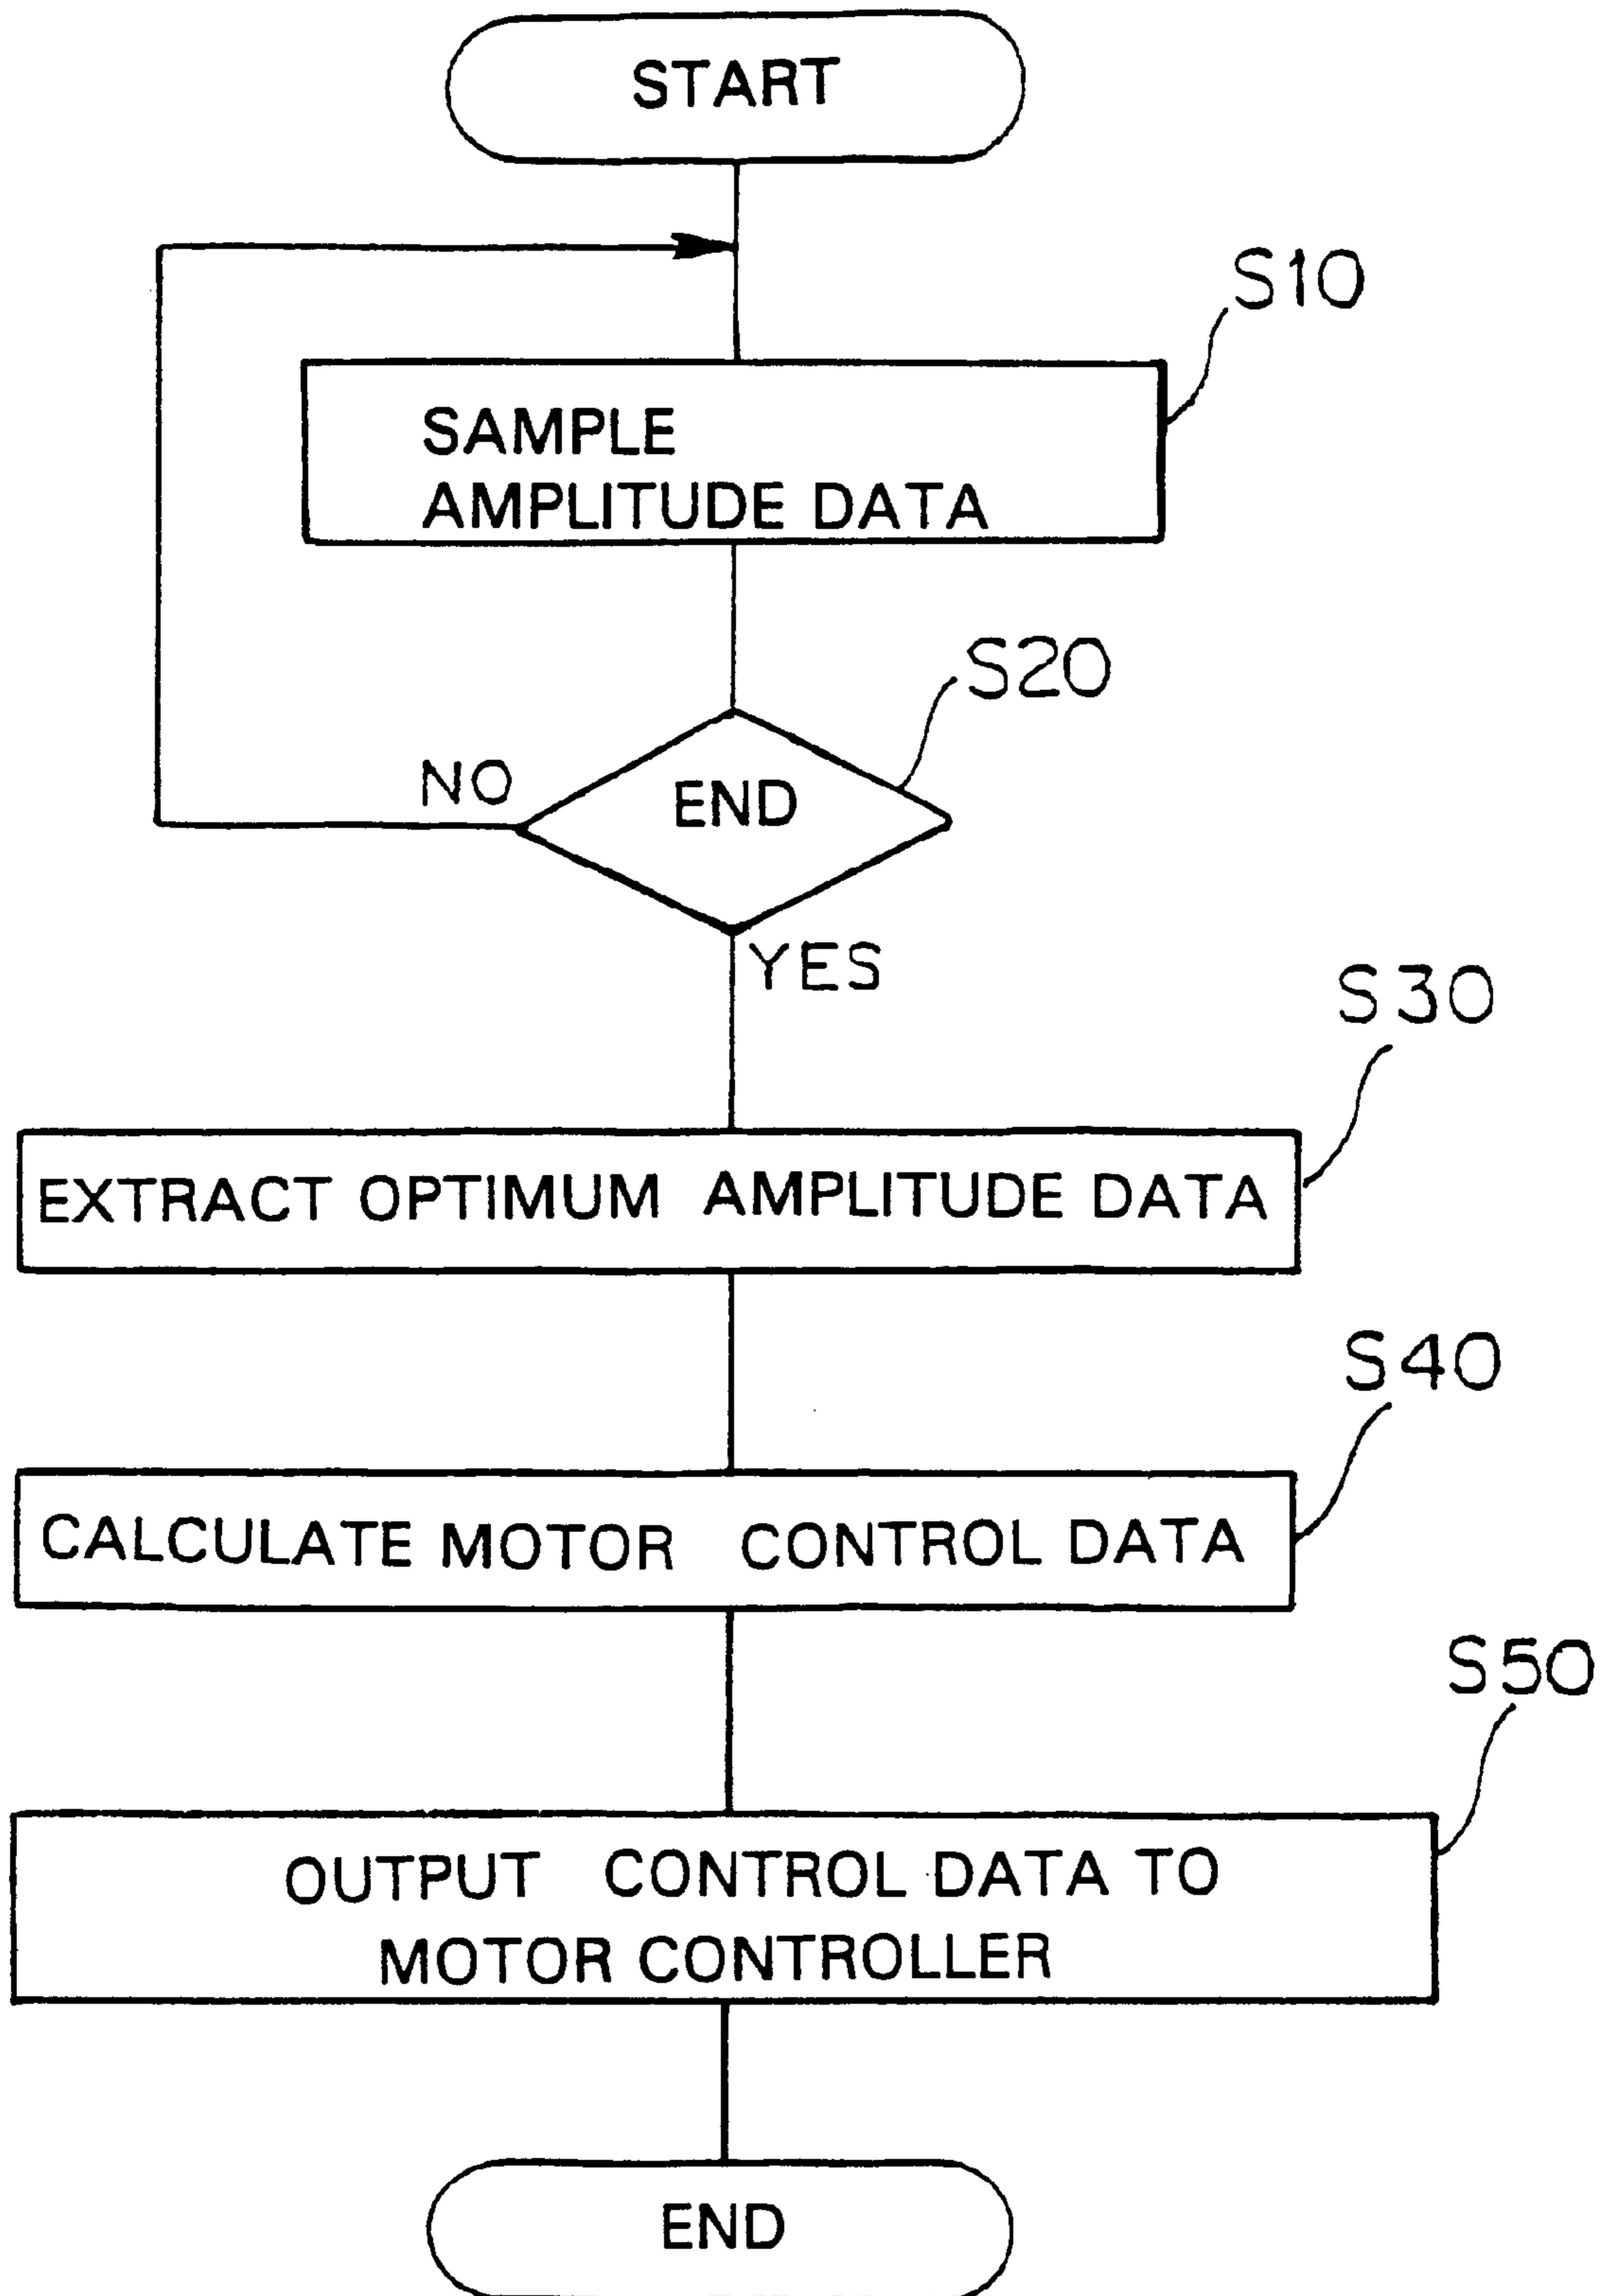 START
S10
SAMPLE
AMPLITUDE DATA
S20
NO
END
YES
S30
EXTRACT OPTIMUM AMPLITUDE DATA
S40
CALCULATE MOTOR CONTROL DATA
S50
OUTPUT CONTROL DATA TO
MOTOR CONTROLLER
END